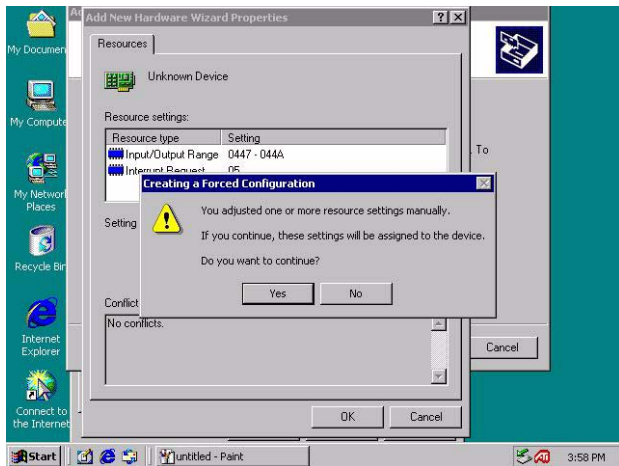 Add New Hardware Wizard Properties
My Documen
Resources
Unknown Device
My Compute
Resource settings:
Resource type Setting
Input/Output Range 0447 - 044A
To
Interrupt Request 05
Creating a Forced Configuration
You adjusted one or more resource settings manually.
If you continue, these settings will be assigned to the device.
Do you want to continue?
Yes No
My Networl
Places
Setting
Recycle Bin
Conflict
No conflicts.
Internet
Explorer
Cancel
Connect to
the Internet
OK Cancel
Start untitled - Paint 3:58 PM